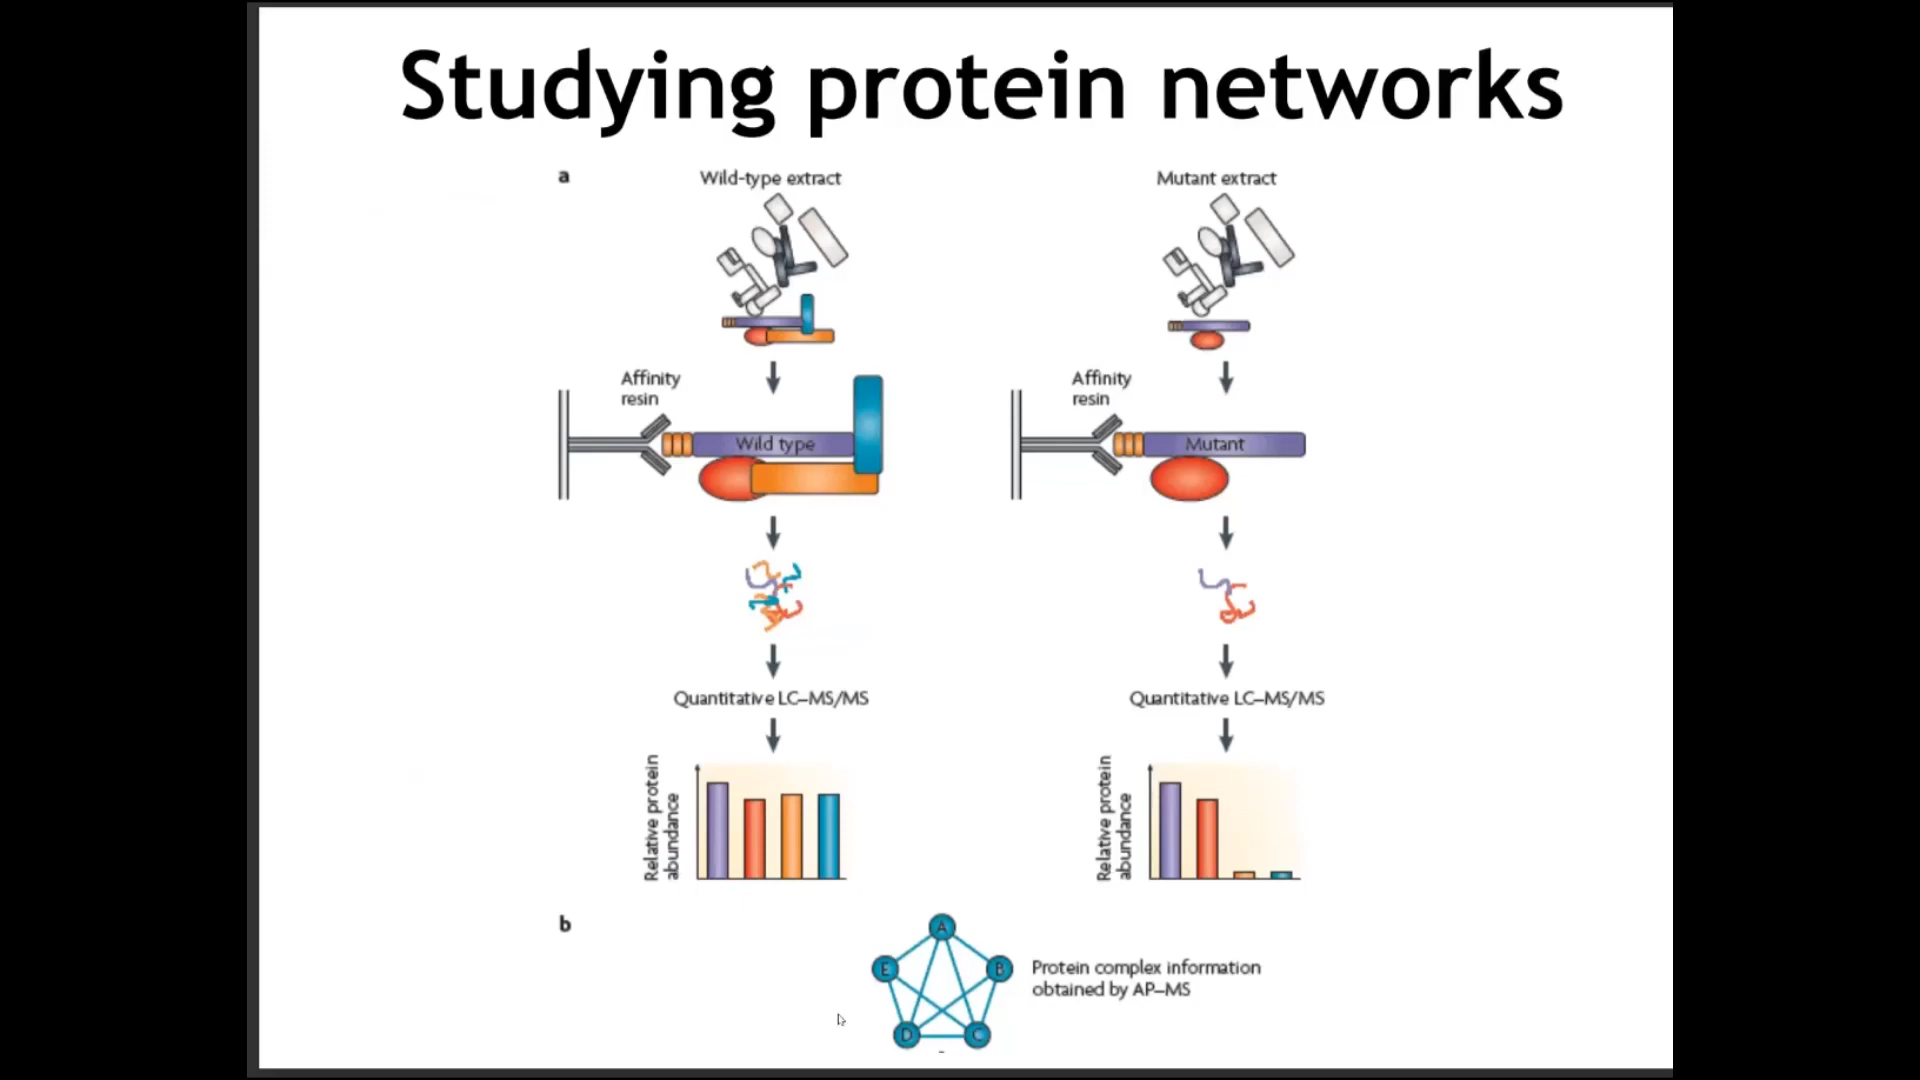 Studying protein networks
a
Wild-type extract
Mutant extract
Affinity
resin
Affinity
resin
Wild type
Mutant
Quantitative LC–MS/MS
Quantitative LC–MS/MS
Relative protein
abundance
Relative protein
abundance
b
A
E
B
Protein complex information
obtained by AP–MS
D
C